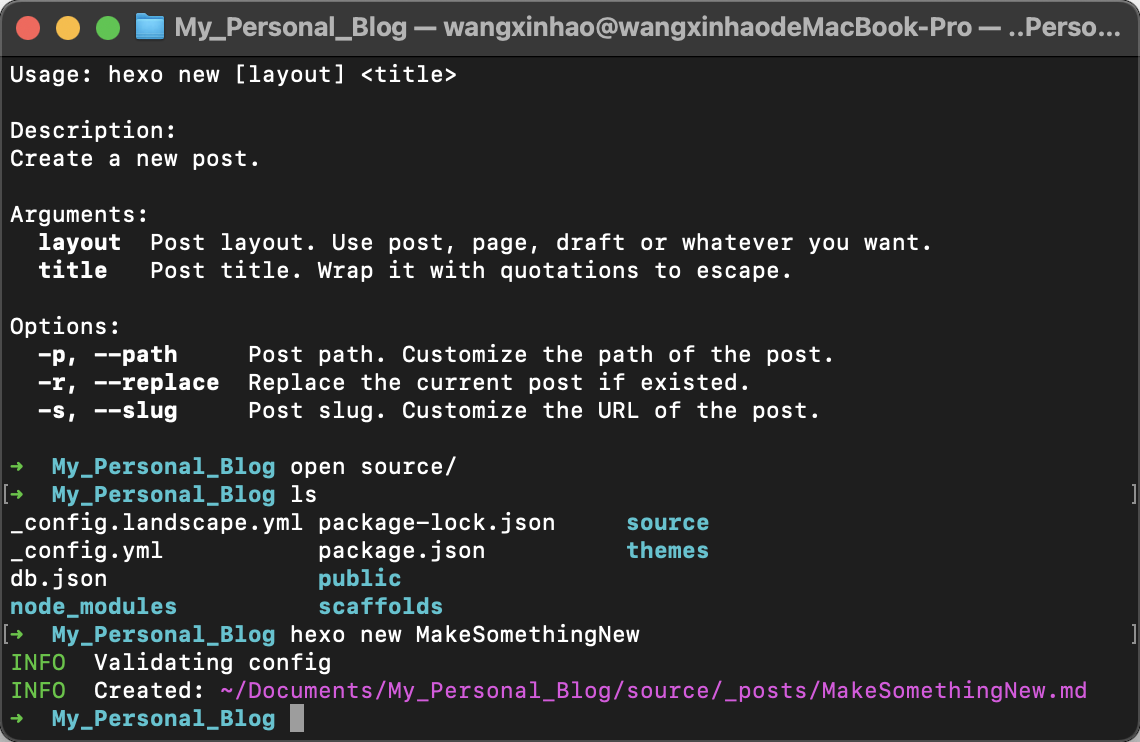 My_Personal_Blog — wangxinhao@wangxinhaodeMacBook-Pro — ..Perso...
Usage: hexo new [layout] <title>
Description:
Create a new post.
Arguments:
layout  Post layout. Use post, page, draft or whatever you want.
title   Post title. Wrap it with quotations to escape.
Options:
-p, --path     Post path. Customize the path of the post.
-r, --replace  Replace the current post if existed.
-s, --slug     Post slug. Customize the URL of the post.
➜  My_Personal_Blog open source/
[➜  My_Personal_Blog ls ]
_config.landscape.yml package-lock.json     source
_config.yml           package.json          themes
db.json               public
node_modules          scaffolds
[➜  My_Personal_Blog hexo new MakeSomethingNew ]
INFO  Validating config
INFO  Created: ~/Documents/My_Personal_Blog/source/_posts/MakeSomethingNew.md
➜  My_Personal_Blog